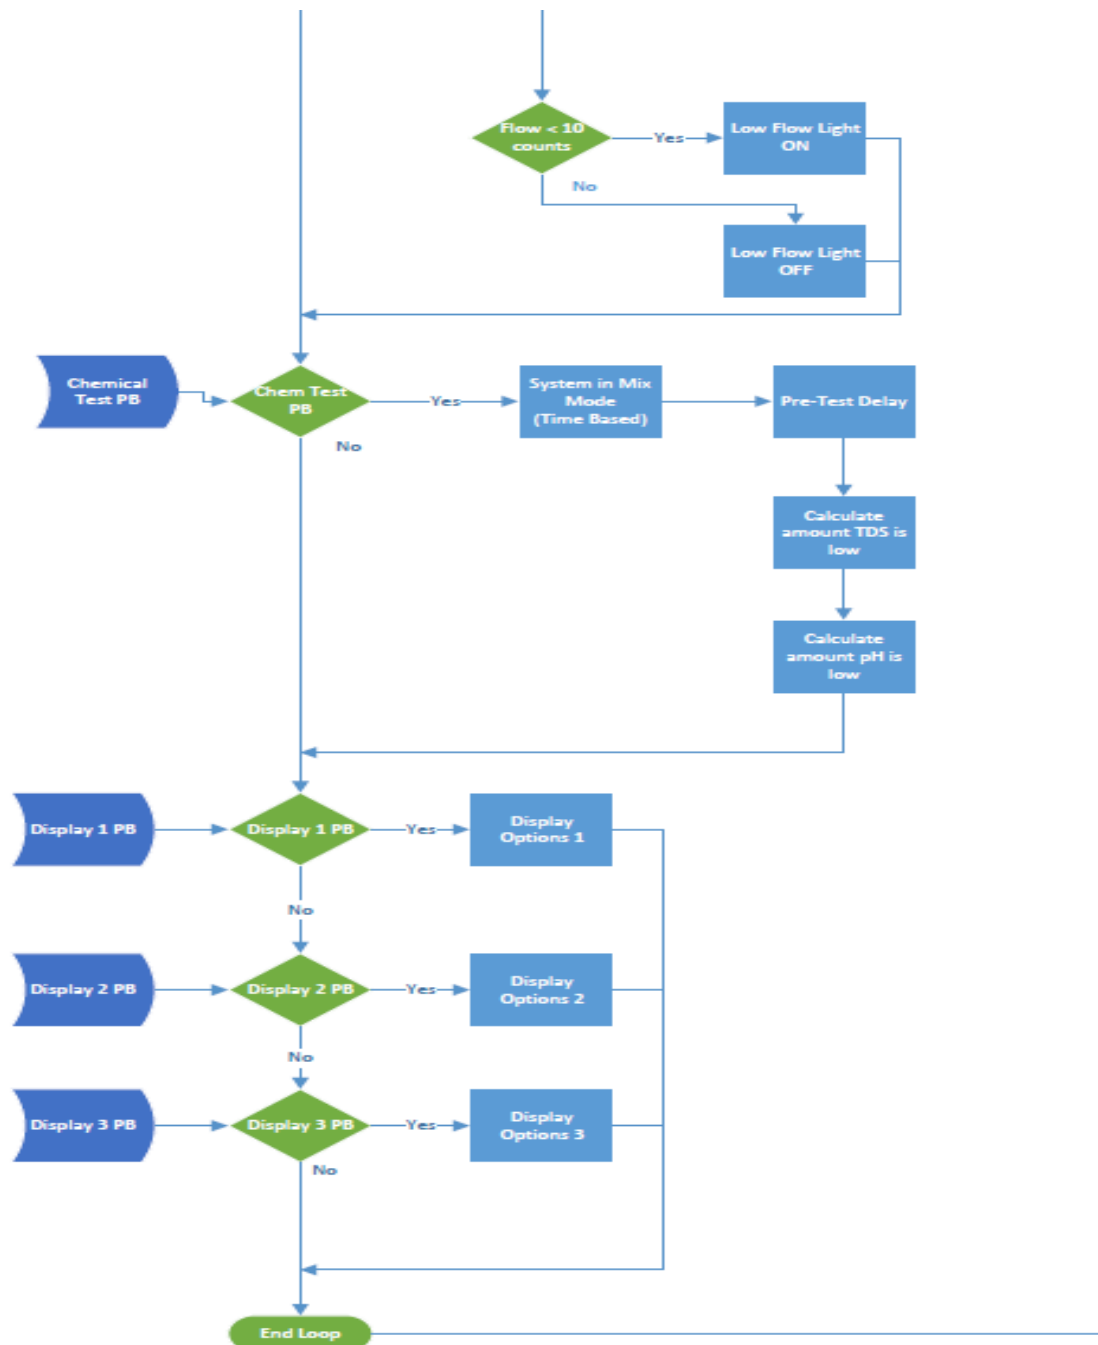 Flow < 10
counts
Yes
Low Flow Light
ON
No
Low Flow Light
OFF
Chemical
Test PB
Chem Test
PB
Yes
System in Mix
Mode
(Time Based)
Pre-Test Delay
No
Calculate
amount TDS is
low
Calculate
amount pH is
low
Display 1 PB
Display 1 PB
Yes
Display
Options 1
No
Display 2 PB
Display 2 PB
Yes
Display
Options 2
No
Display 3 PB
Display 3 PB
Yes
Display
Options 3
No
End Loop